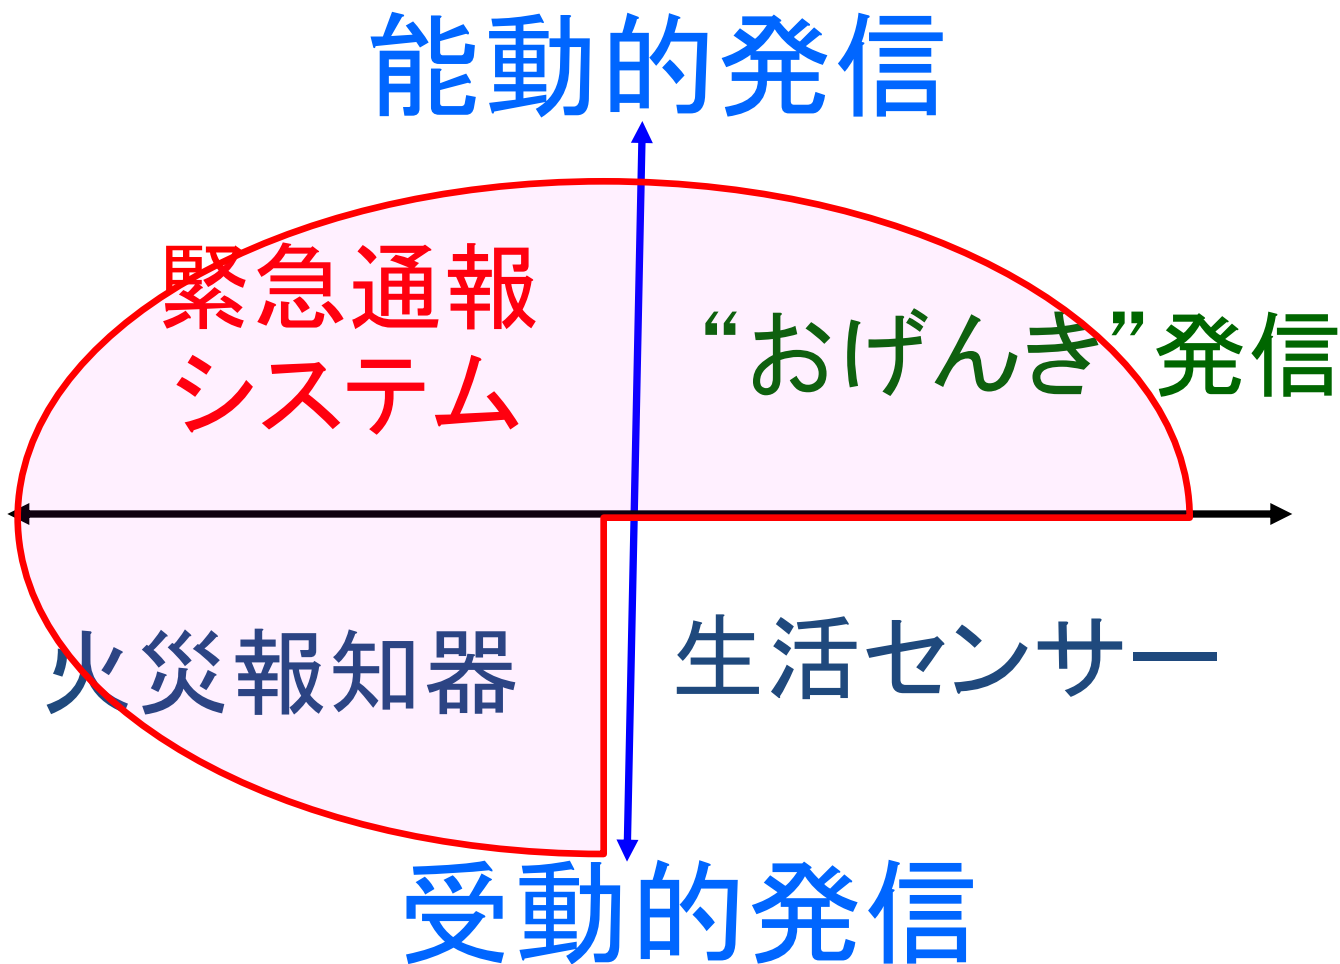 能動的発信
緊急通報
システム
“おげんき”発信
火災報知器
生活センサー
受動的発信